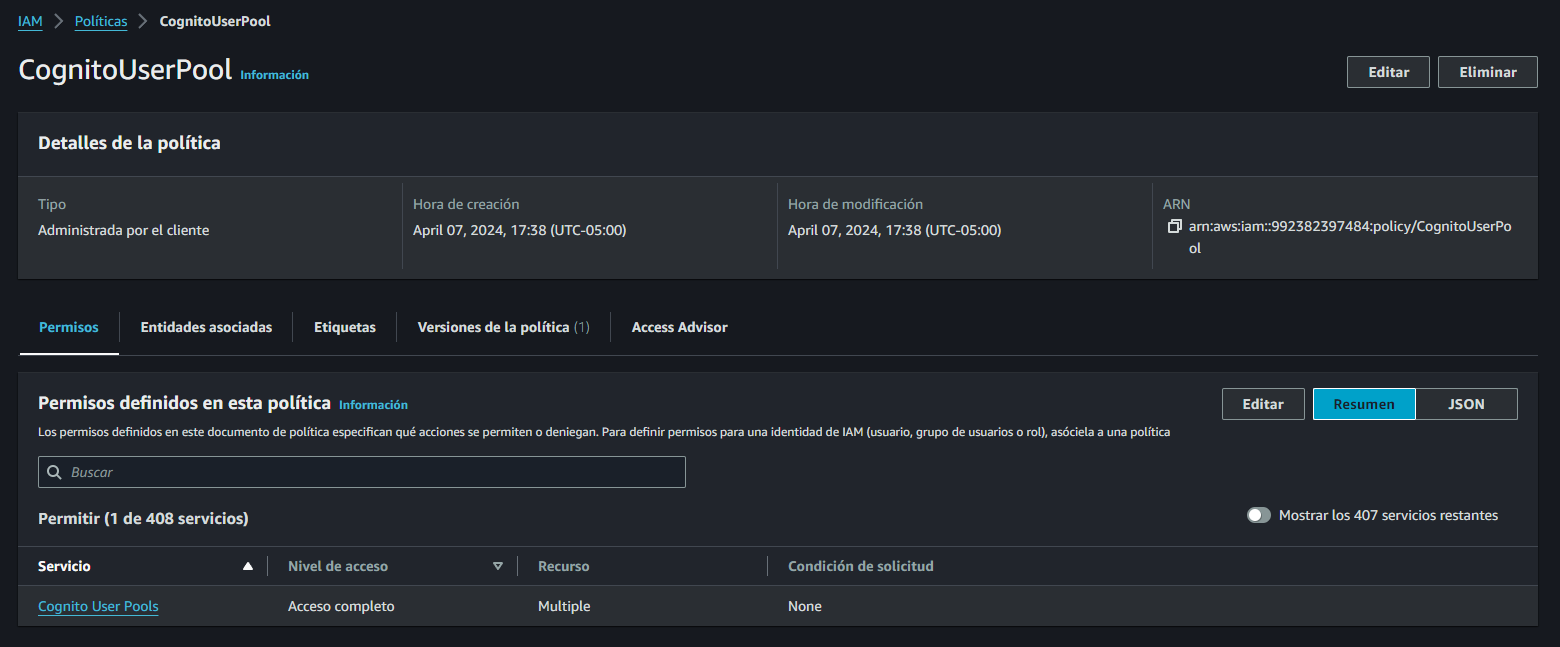 IAM > Políticas > CognitoUserPool
CognitoUserPool Información
Editar Eliminar
Detalles de la política
Tipo
Administrada por el cliente
Hora de creación
April 07, 2024, 17:38 (UTC-05:00)
Hora de modificación
April 07, 2024, 17:38 (UTC-05:00)
ARN
arn:aws:iam::992382397484:policy/CognitoUserPo
ol
Permisos Entidades asociadas Etiquetas Versiones de la política (1) Access Advisor
Permisos definidos en esta política Información
Editar Resumen JSON
Los permisos definidos en este documento de política especifican qué acciones se permiten o deniegan. Para definir permisos para una identidad de IAM (usuario, grupo de usuarios o rol), asóciela a una política
Buscar
Permitir (1 de 408 servicios)
Mostrar los 407 servicios restantes
Servicio Nivel de acceso Recurso Condición de solicitud
Cognito User Pools Acceso completo Multiple None